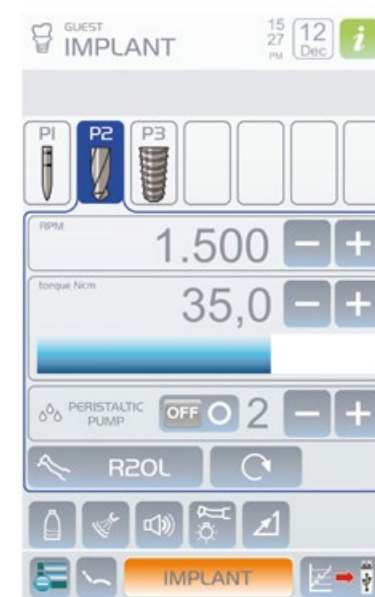 GUEST
IMPLANT
15
27
PM
12
Dec
i
P1
P2
P3
RPM
1.500
torque Ncm
35,0
PERISTALTIC
PUMP
OFF
2
R20L
IMPLANT